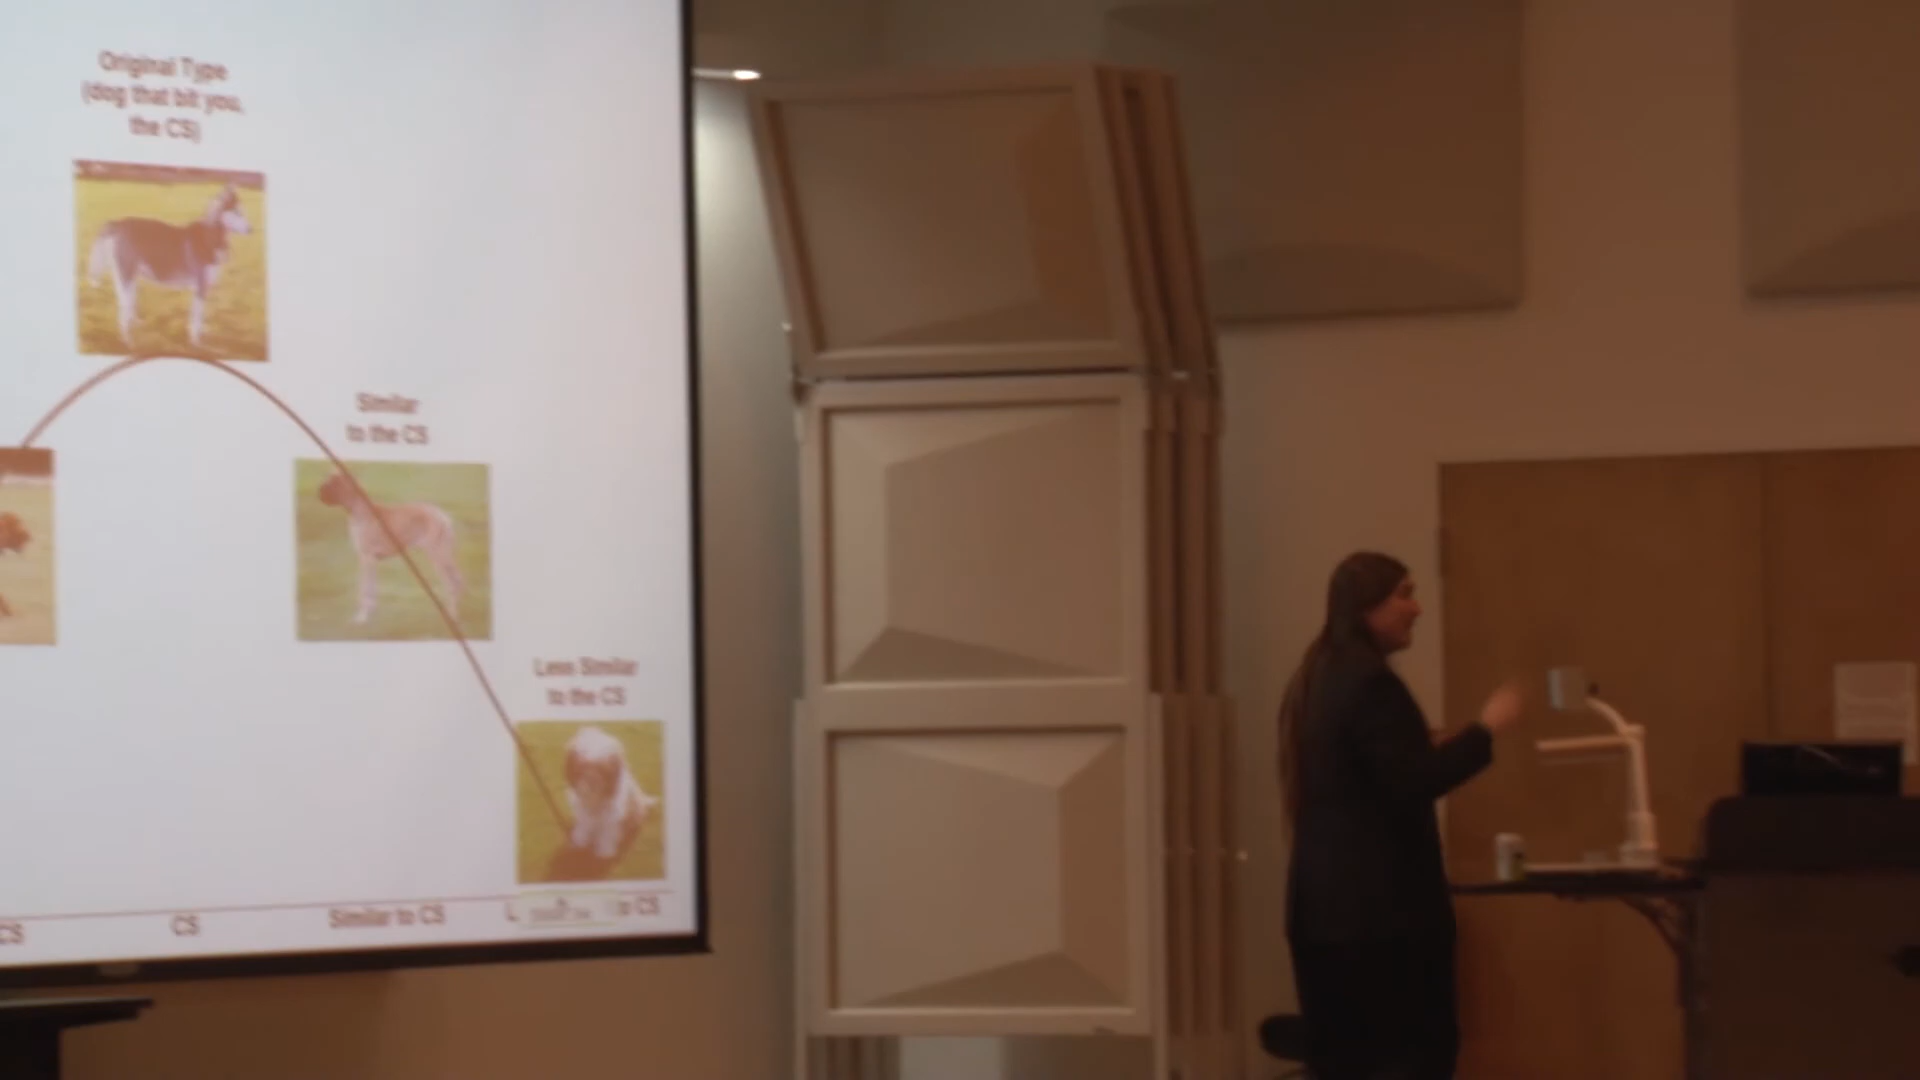 Original Type
(dog that bit you,
the CS)
Similar
to the CS
Less Similar
to the CS
CS
CS
Similar to CS
L to CS